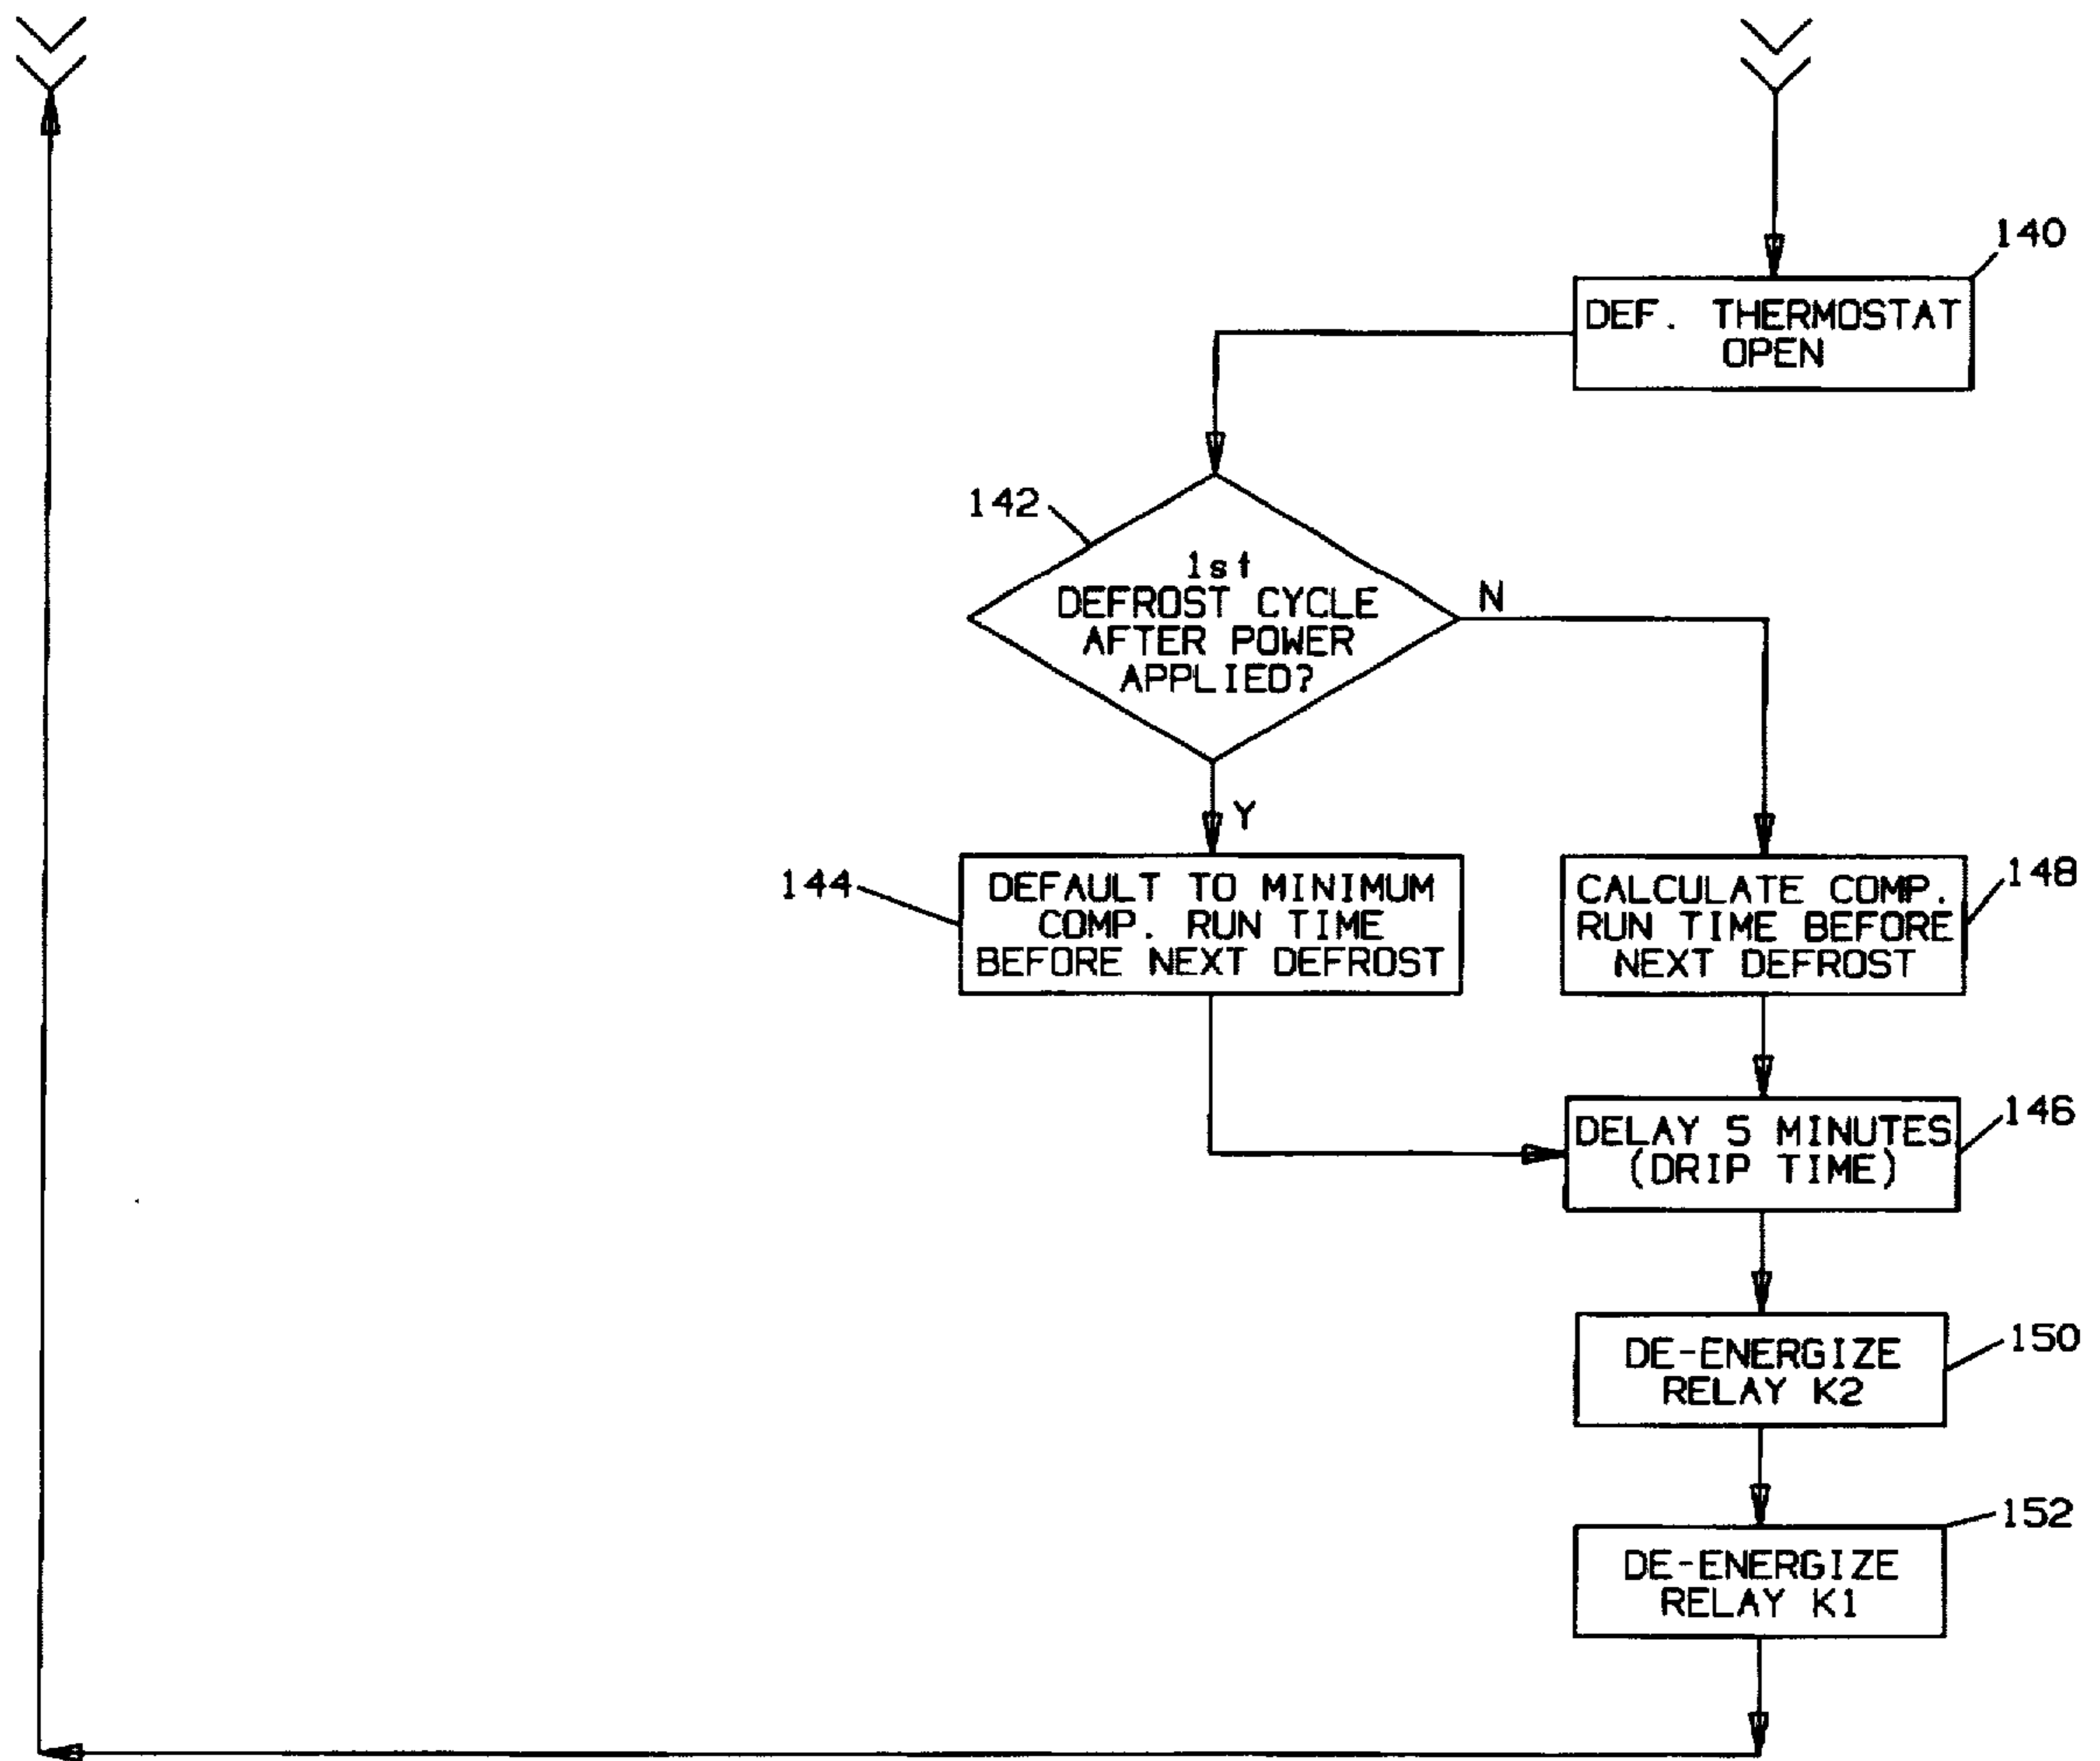 140
DEF. THERMOSTAT
OPEN
142
1st
DEFROST CYCLE
AFTER POWER
APPLIED?
N
Y
144
DEFAULT TO MINIMUM
COMP. RUN TIME
BEFORE NEXT DEFROST
148
CALCULATE COMP.
RUN TIME BEFORE
NEXT DEFROST
146
DELAY 5 MINUTES
(DRIP TIME)
150
DE-ENERGIZE
RELAY K2
152
DE-ENERGIZE
RELAY K1